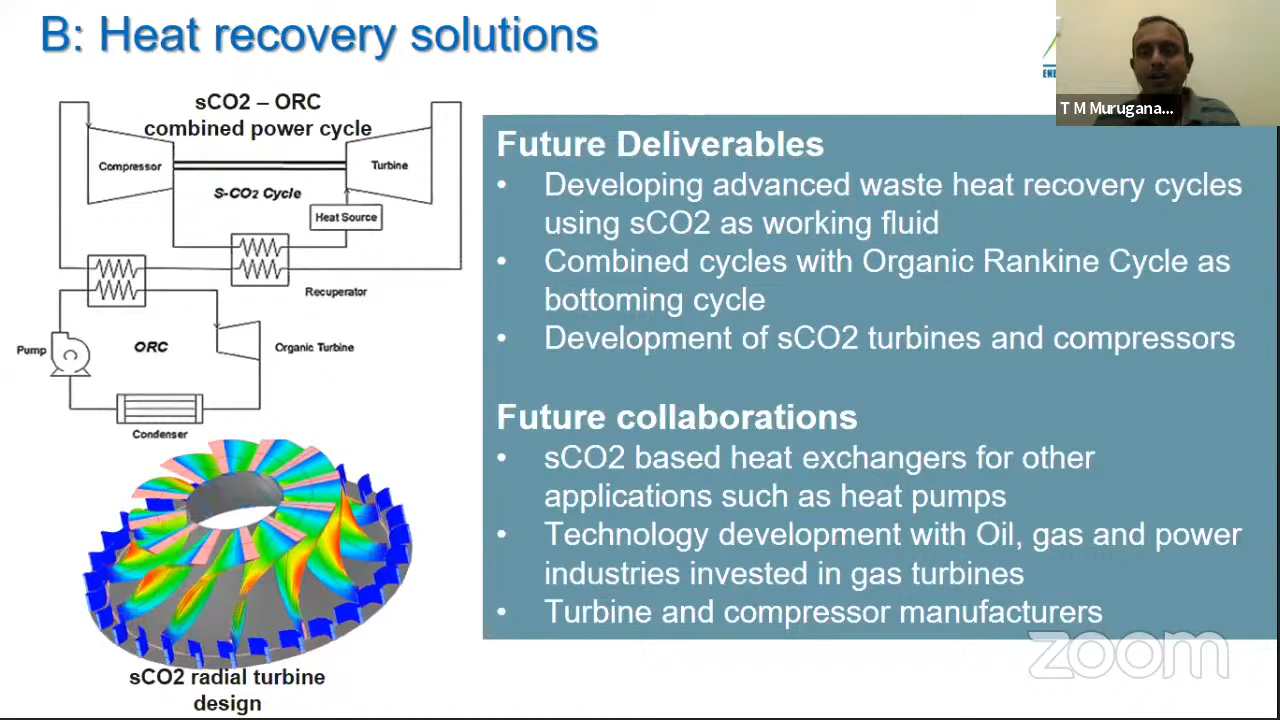 B: Heat recovery solutions
ENE
T M Murugana...
sCO2 – ORC
combined power cycle
Compressor
Turbine
S-CO2 Cycle
Heat Source
Recuperator
Pump
ORC
Organic Turbine
Condenser
sCO2 radial turbine
design
Future Deliverables
• Developing advanced waste heat recovery cycles
using sCO2 as working fluid
• Combined cycles with Organic Rankine Cycle as
bottoming cycle
• Development of sCO2 turbines and compressors
Future collaborations
• sCO2 based heat exchangers for other
applications such as heat pumps
• Technology development with Oil, gas and power
industries invested in gas turbines
• Turbine and compressor manufacturers
zoom